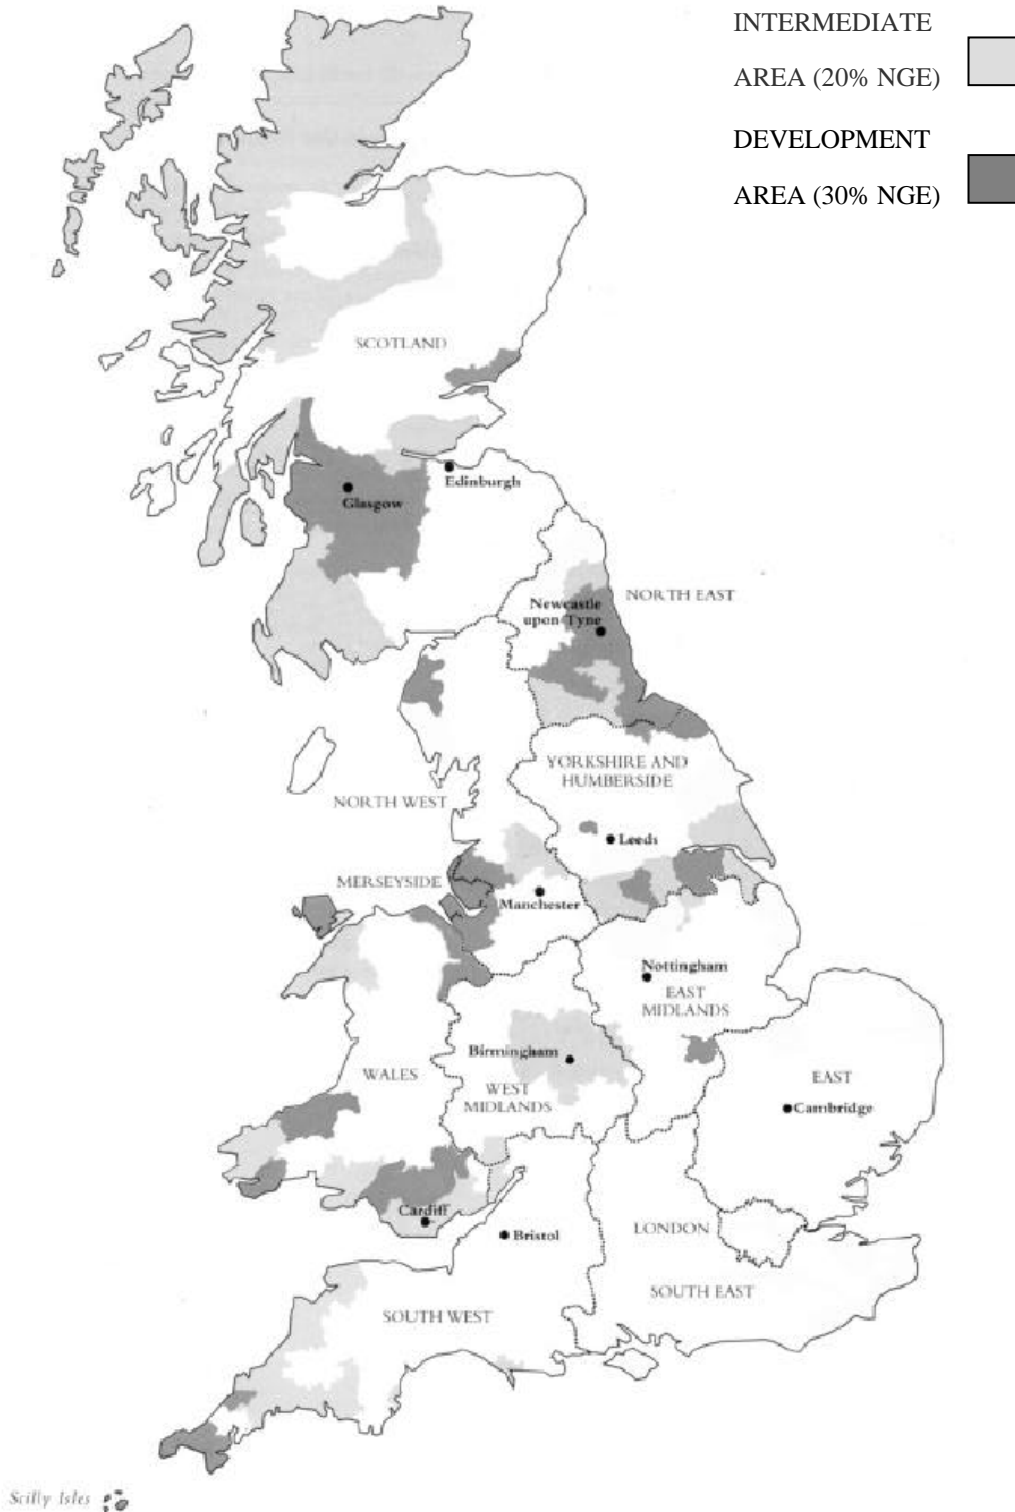 INTERMEDIATE
AREA (20% NGE)
DEVELOPMENT
AREA (30% NGE)
SCOTLAND
Edinburgh
Glasgow
NORTH EAST
Newcastle
upon Tyne
YORKSHIRE AND
HUMBERSIDE
NORTH WEST
Leeds
MERSEYSIDE
Manchester
Nottingham
EAST
MIDLANDS
Birmingham
WALES
WEST
MIDLANDS
EAST
Cambridge
Cardiff
Bristol
LONDON
SOUTH EAST
SOUTH WEST
Scilly Isles